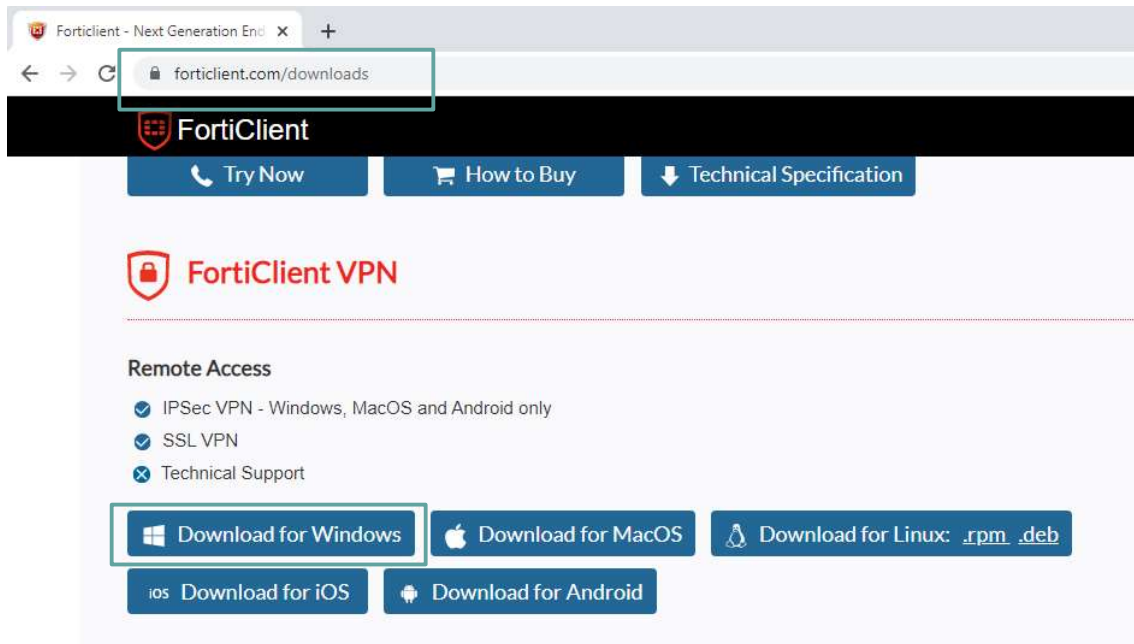 Forticlient - Next Generation End
forticlient.com/downloads
FortiClient
Try Now How to Buy Technical Specification
FortiClient VPN
Remote Access
IPSec VPN - Windows, MacOS and Android only
SSL VPN
Technical Support
Download for Windows Download for MacOS Download for Linux: .rpm .deb
iOS Download for iOS Download for Android